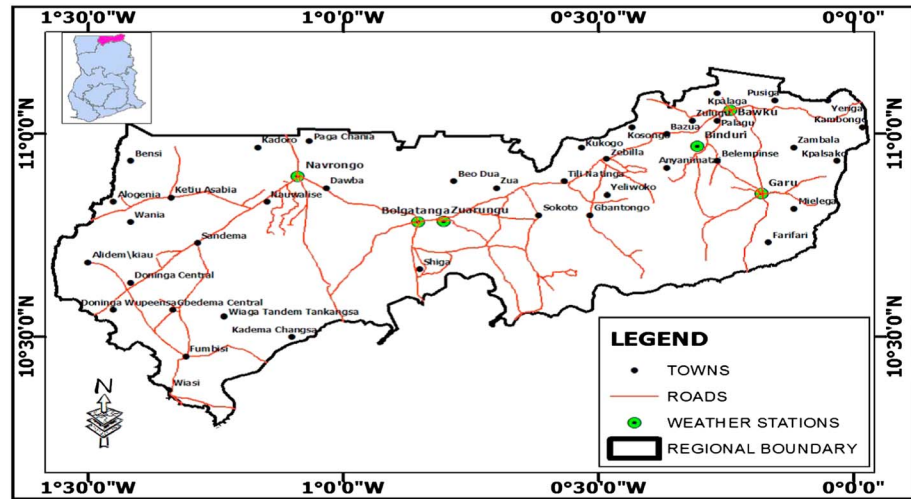 1°30'0"W 1°0'0"W 0°30'0"W 0°0'0"
Pusiga
Kpalaga
Yeriga
Bawku
Zulugu
Palagu
Karubongo
Kosongo
Bazua
Binduri
11°0'0"N 11°0'0"N
Kadoro
Paga Chania
Kukogo
Zambala
Bensi
Zebilla
Anyanimata
Belempinse
Kpalsako
Navrongo
Beo Dua
Tili Natinga
Dawba
Zua
Yeliwoko
Garu
Ketiu Asabia
Alogenia
Nauwalise
Mielega
Bolgatanga
Zuarungu
Sokoto
Gbantongo
Wania
Sandema
Farifari
Alidem\kiau
Shiga
Doninga Central
Doninga Wupeensa
Gbedema Central
Wiaga Tandem Tankangsa
Kadema Changsa
10°30'0"N 10°30'0"N
Fumbisi
Wiasi
N
LEGEND
TOWNS
ROADS
WEATHER STATIONS
REGIONAL BOUNDARY
1°30'0"W 1°0'0"W 0°30'0"W 0°0'0"